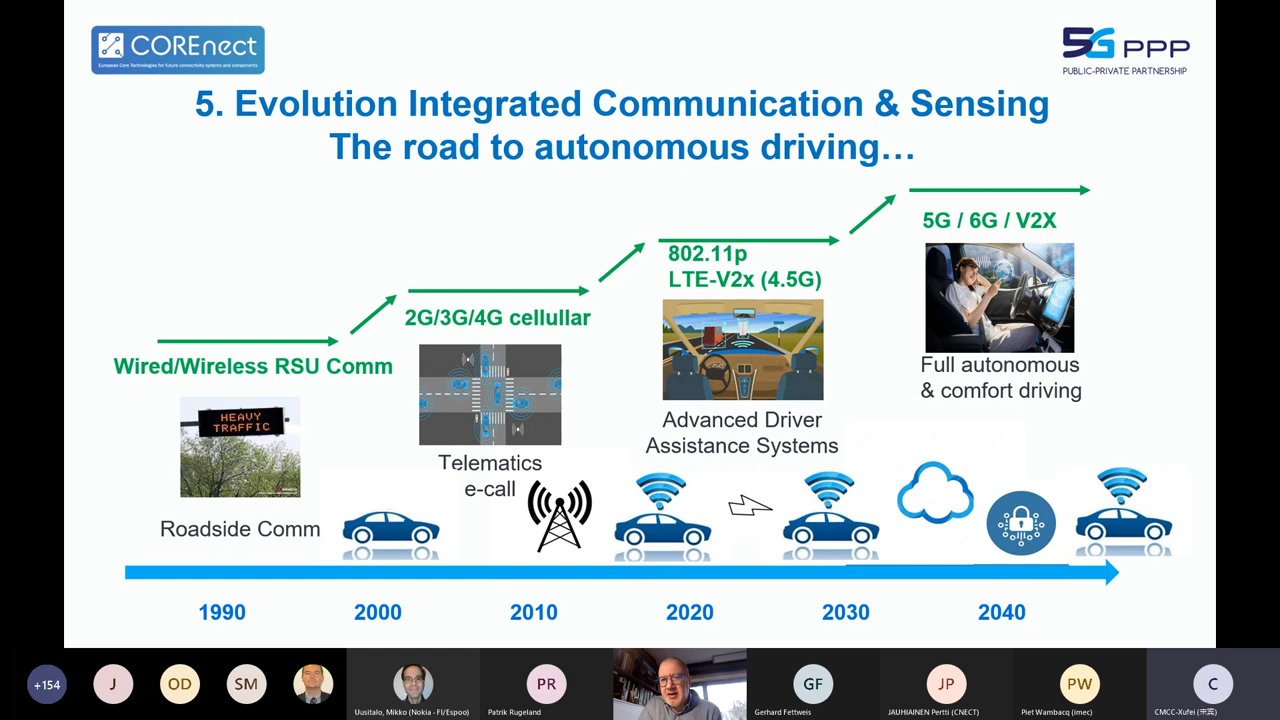 COREnect
European Core Technologies for future connectivity systems and components
5G PPP
PUBLIC-PRIVATE PARTNERSHIP
5. Evolution Integrated Communication & Sensing
The road to autonomous driving…
5G / 6G / V2X
802.11p
LTE-V2x (4.5G)
2G/3G/4G cellullar
Wired/Wireless RSU Comm
Full autonomous
& comfort driving
HEAVY
TRAFFIC
Advanced Driver
Assistance Systems
Telematics
e-call
Roadside Comm
1990 2000 2010 2020 2030 2040
+154 J OD SM PR GF JP PW C
Uusitalo, Mikko (Nokia - FI/Espoo) Patrik Rugeland Gerhard Fettweis JAUHIAINEN Pertti (CNECT) Piet Wambacq (imec) CMCC-Xufei